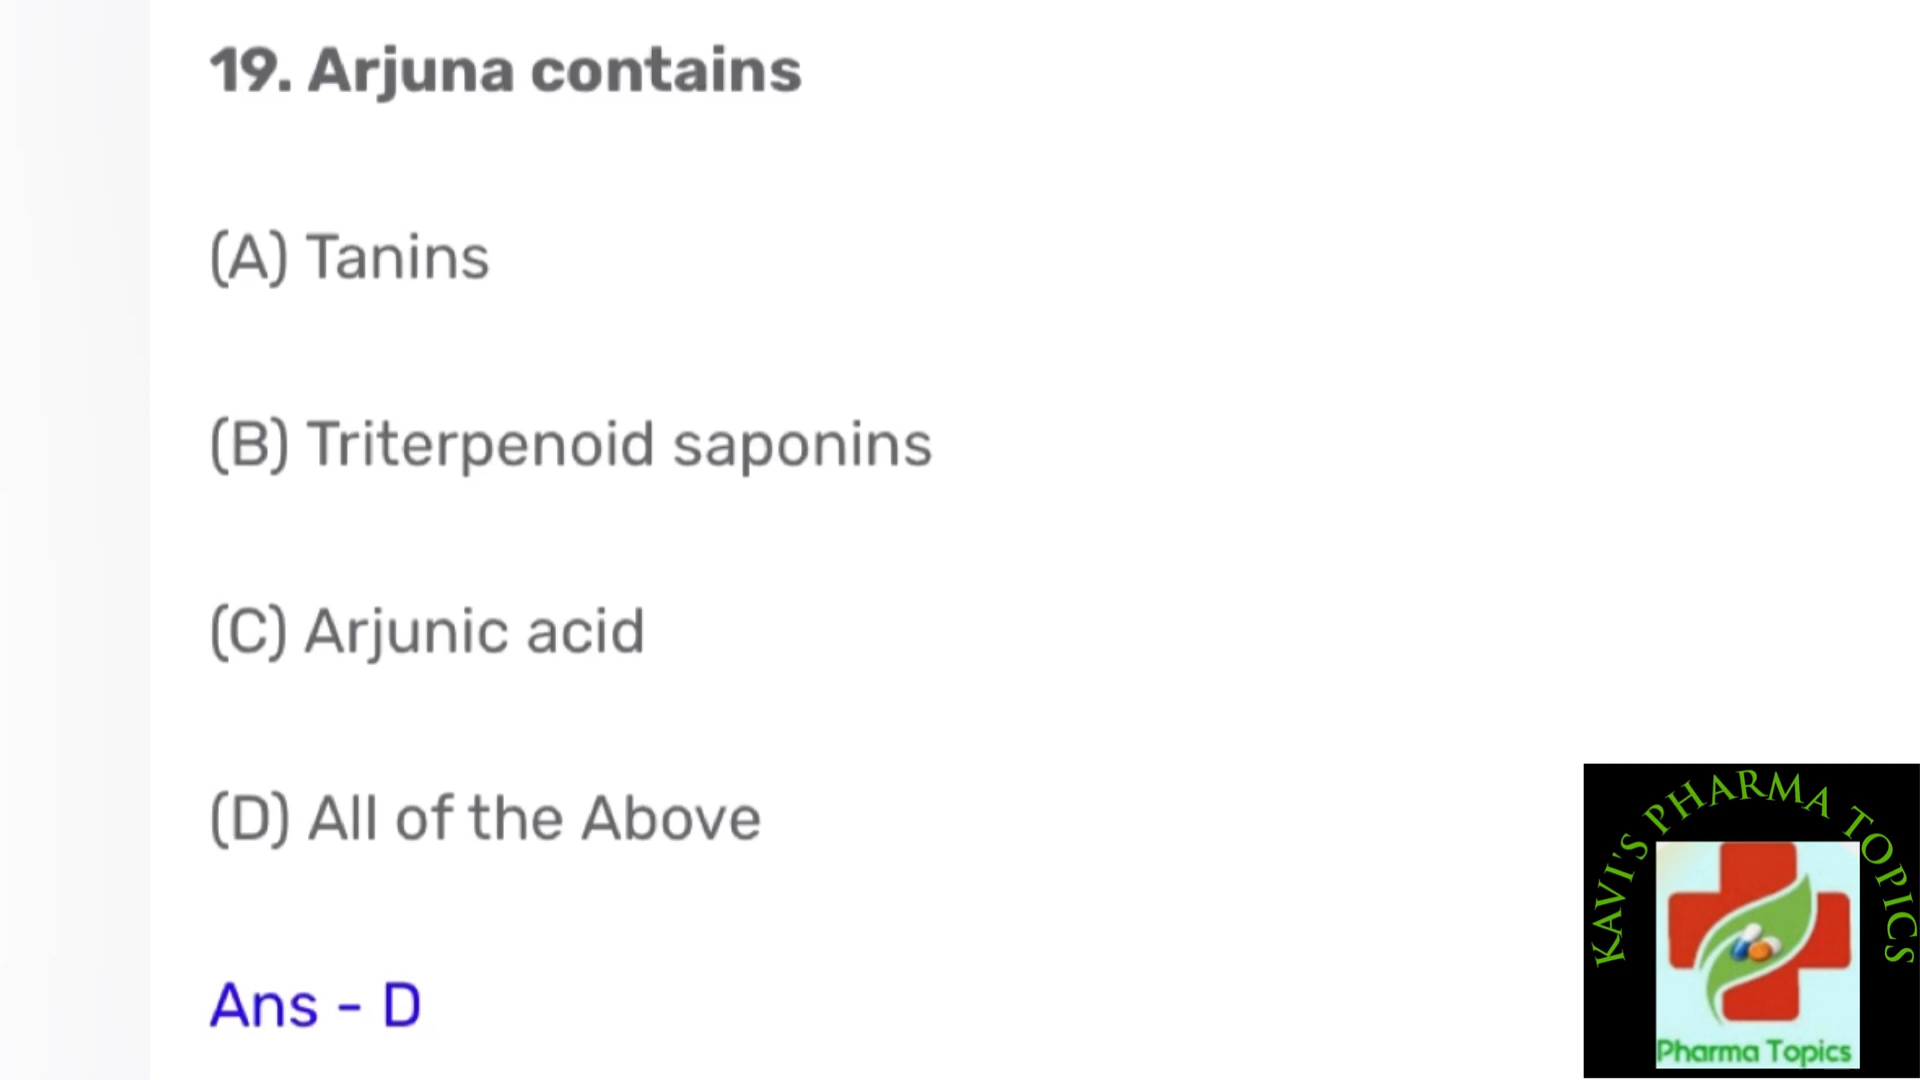 19. Arjuna contains
(A) Tanins
(B) Triterpenoid saponins
(C) Arjunic acid
(D) All of the Above
Ans - D
KAVI'S PHARMA TOPICS
Pharma Topics